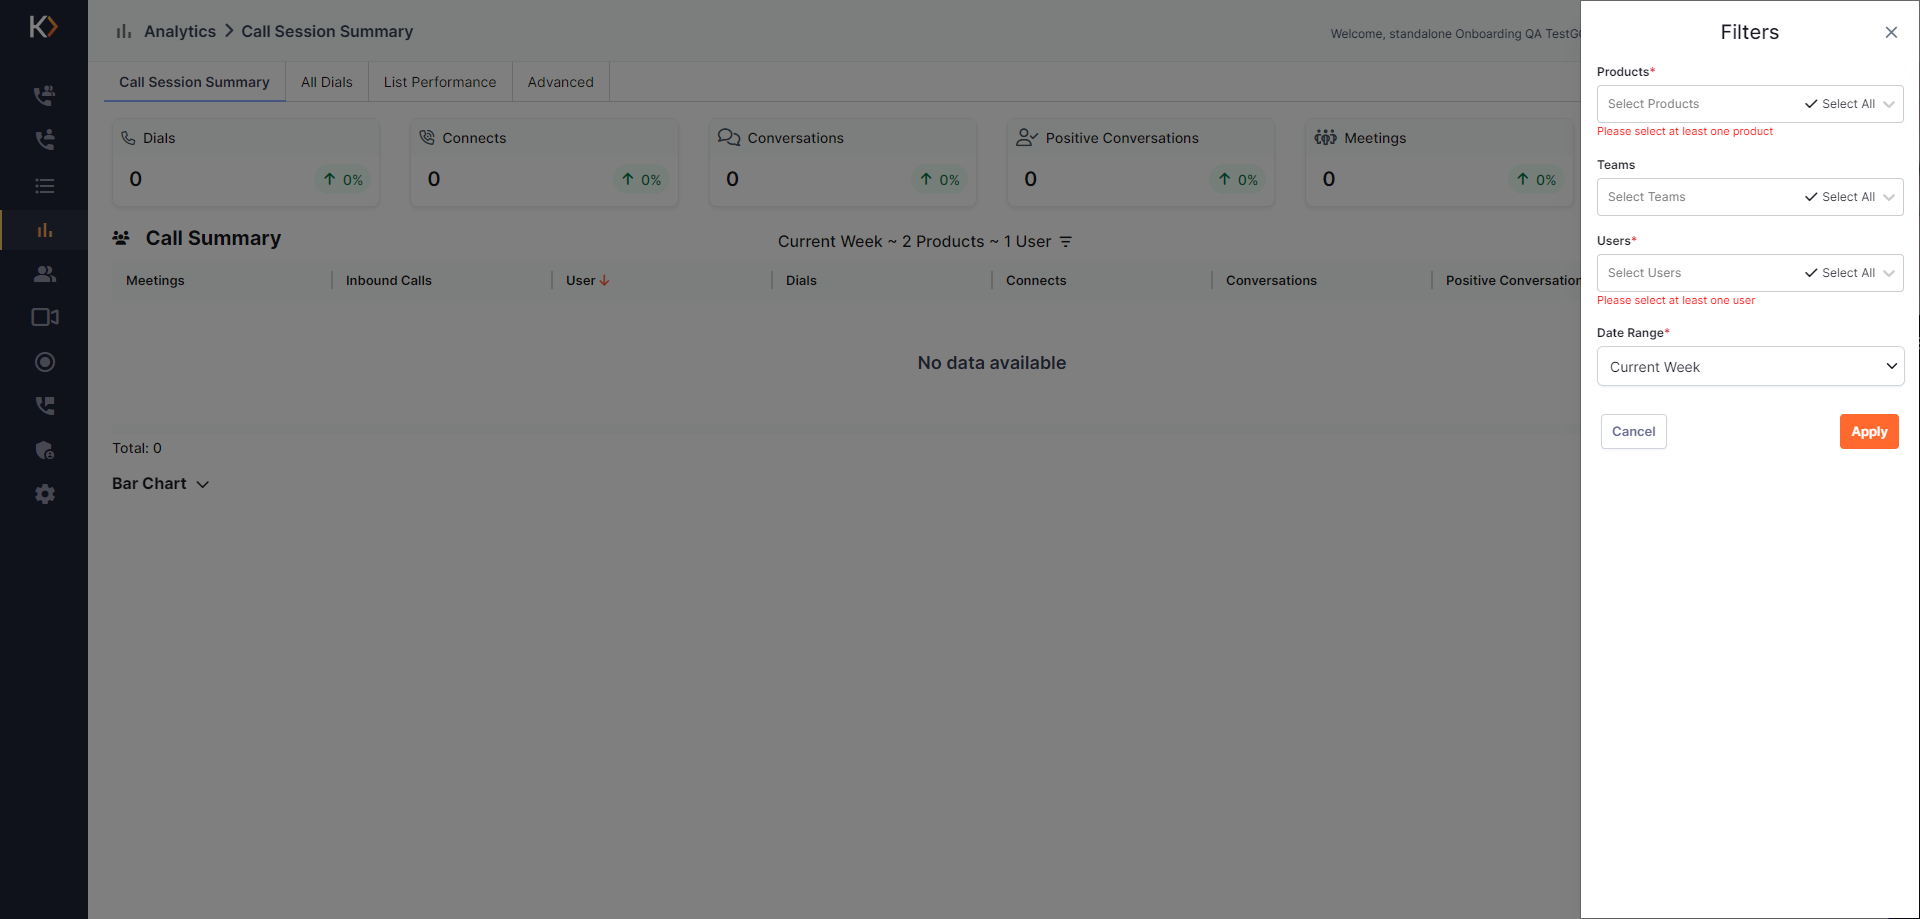 Analytics > Call Session Summary
Welcome, standalone Onboarding QA TestG
Call Session Summary
All Dials
List Performance
Advanced
Dials
0
0%
Connects
0
0%
Conversations
0
0%
Positive Conversations
0
0%
Meetings
0
0%
Call Summary
Current Week ~ 2 Products ~ 1 User
Meetings
Inbound Calls
User
Dials
Connects
Conversations
Positive Conversation
No data available
Total: 0
Bar Chart
Filters
Products*
Select Products
Select All
Please select at least one product
Teams
Select Teams
Select All
Users*
Select Users
Select All
Please select at least one user
Date Range*
Current Week
Cancel
Apply